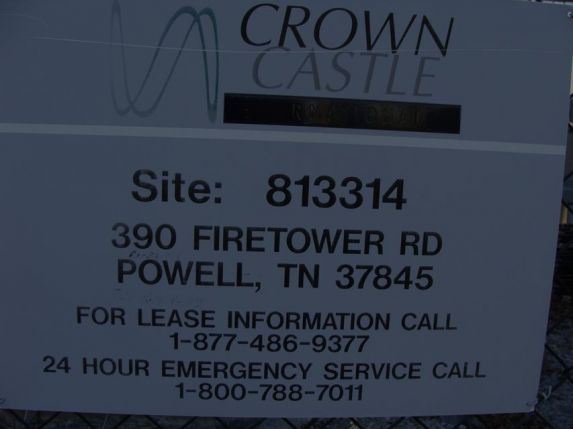 CROWN
CASTLE
Site: 813314
390 FIRETOWER RD
POWELL, TN 37845
FOR LEASE INFORMATION CALL
1-877-486-9377
24 HOUR EMERGENCY SERVICE CALL
1-800-788-7011